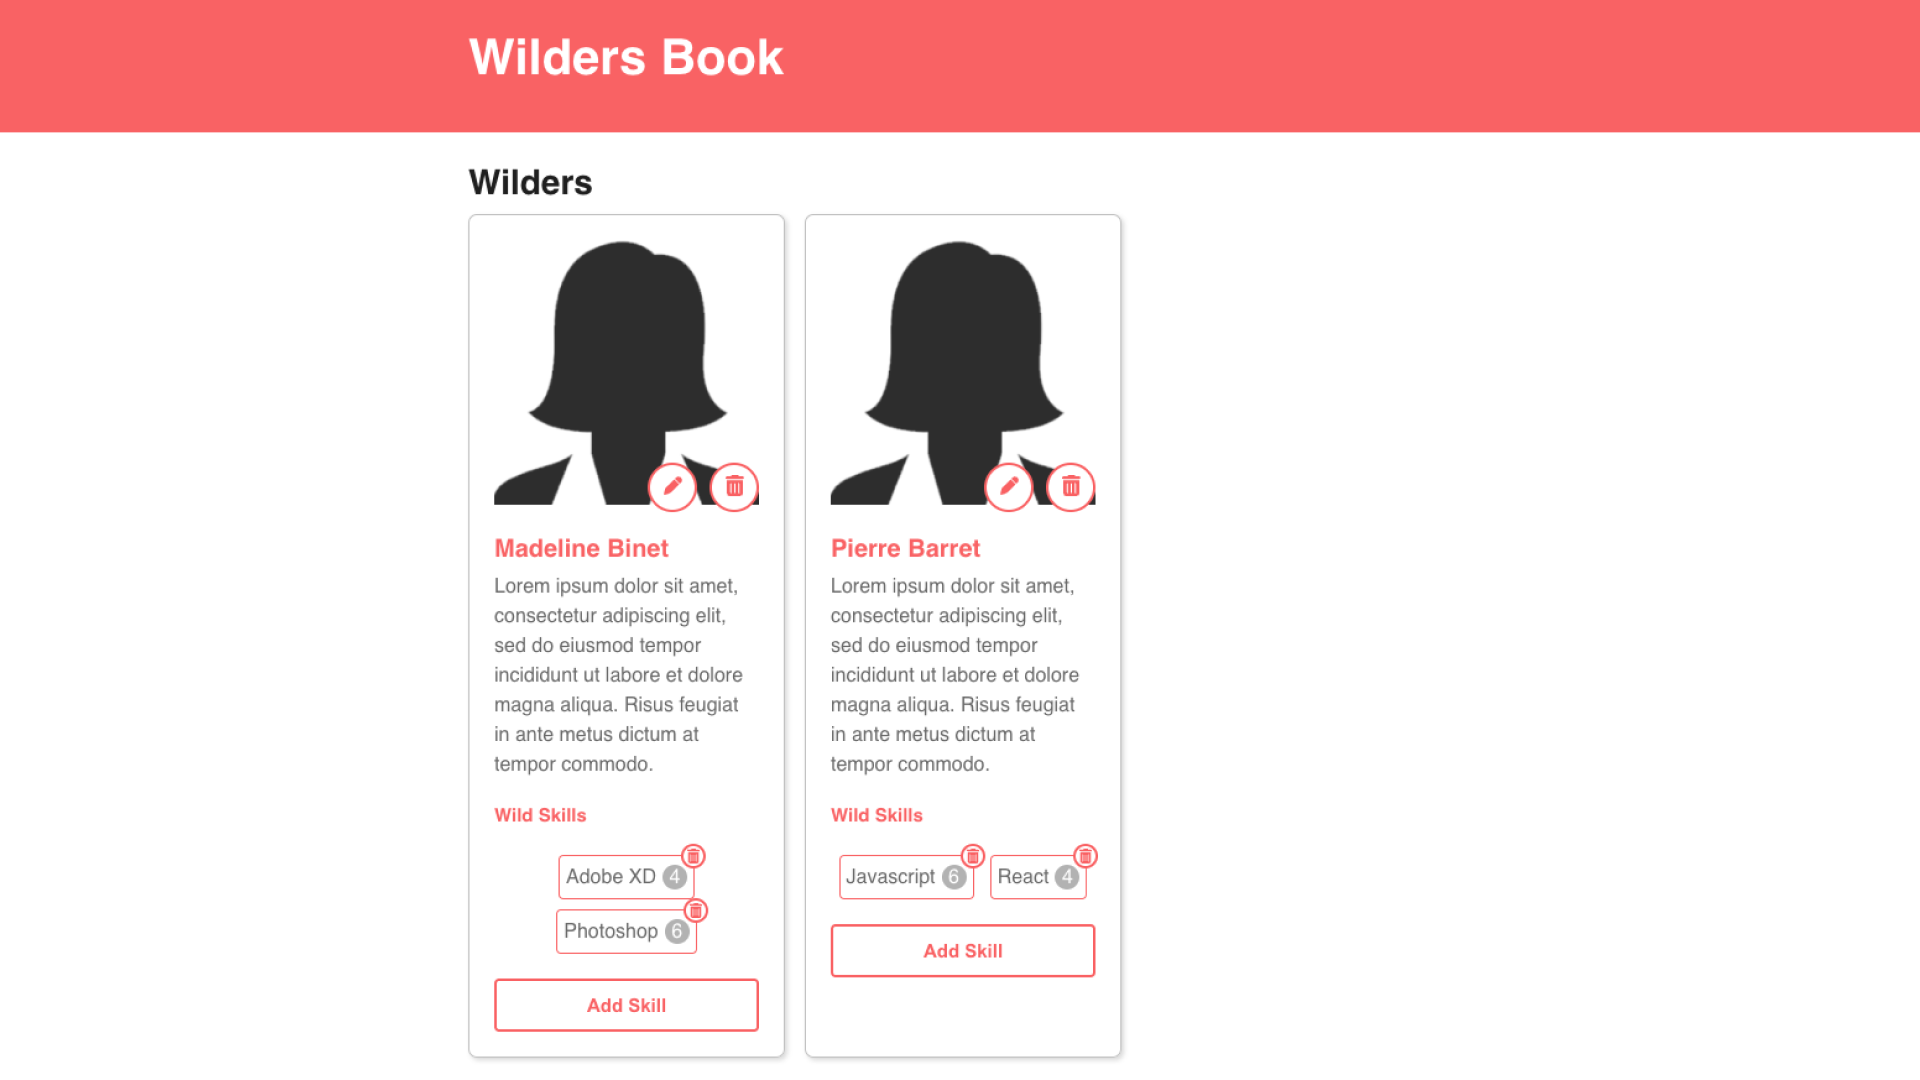 Wilders Book
Wilders
Madeline Binet
Lorem ipsum dolor sit amet,
consectetur adipiscing elit,
sed do eiusmod tempor
incididunt ut labore et dolore
magna aliqua. Risus feugiat
in ante metus dictum at
tempor commodo.
Wild Skills
Adobe XD 4
Photoshop 6
Add Skill
Pierre Barret
Lorem ipsum dolor sit amet,
consectetur adipiscing elit,
sed do eiusmod tempor
incididunt ut labore et dolore
magna aliqua. Risus feugiat
in ante metus dictum at
tempor commodo.
Wild Skills
Javascript 6 React 4
Add Skill